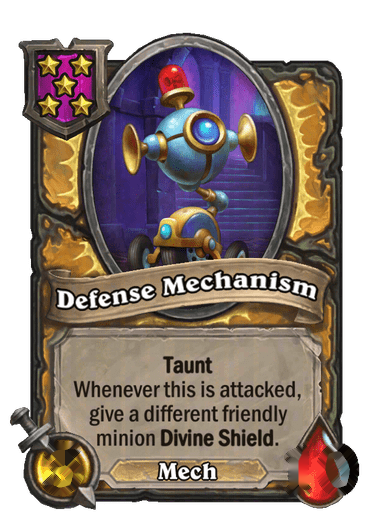 Defense Mechanism
Taunt
Whenever this is attacked,
give a different friendly
minion Divine Shield.
Mech